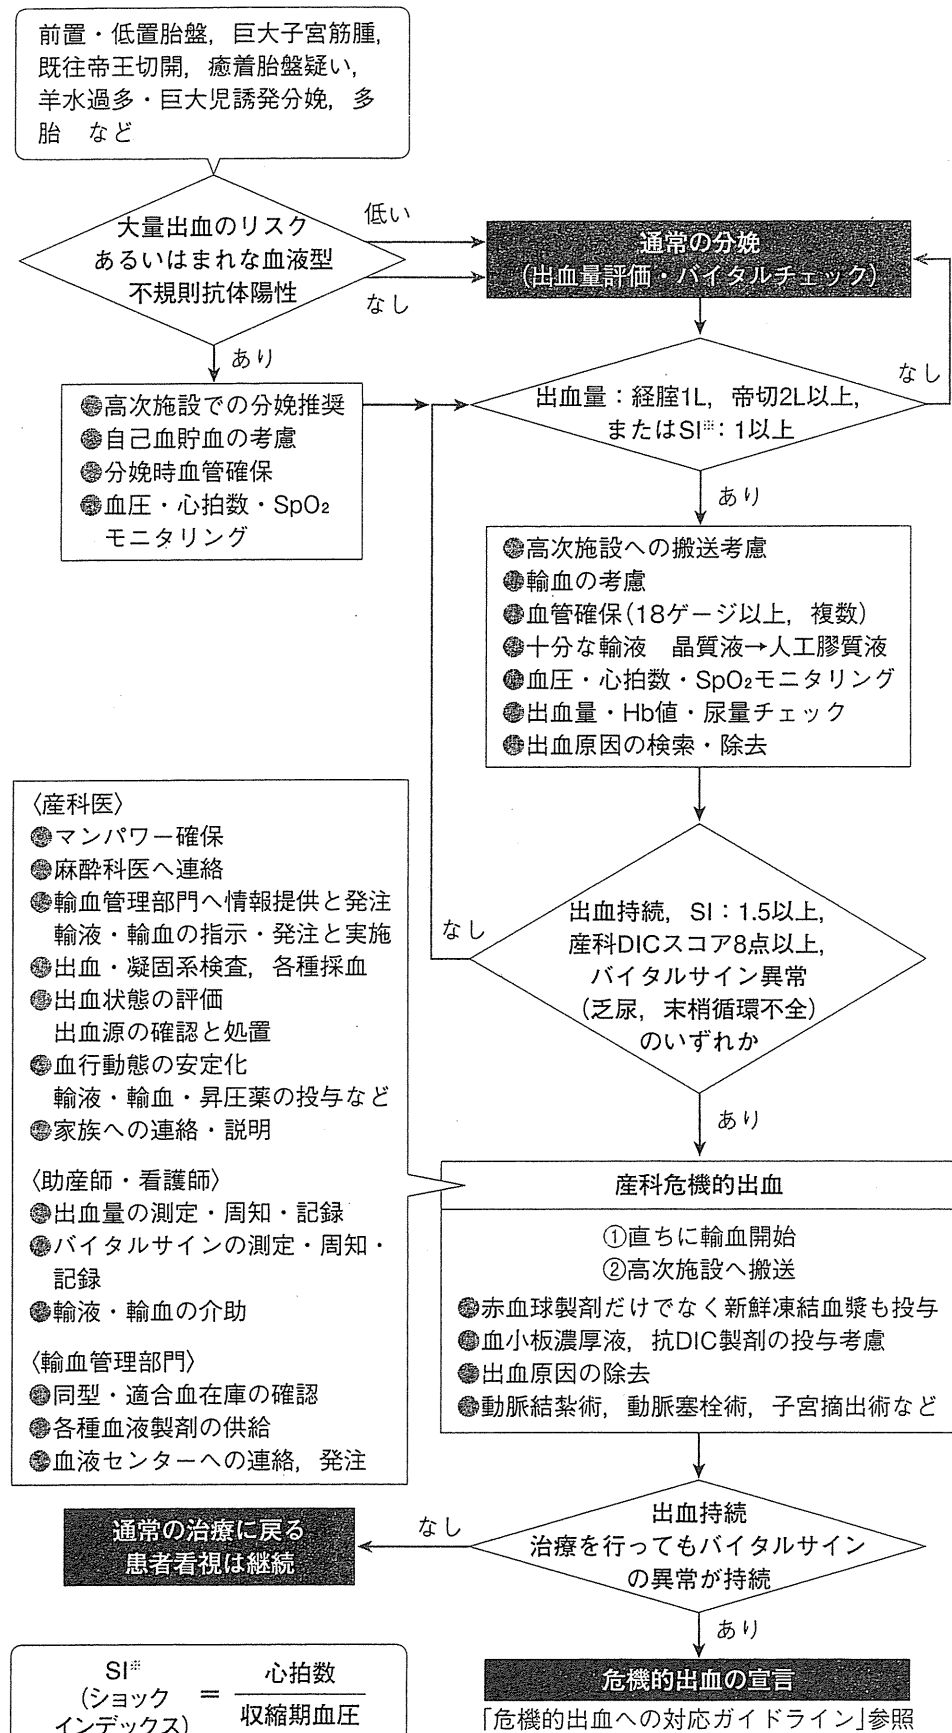 前置・低置胎盤，巨大子宮筋腫，
既往帝王切開，癒着胎盤疑い，
羊水過多・巨大児誘発分娩，多
胎　など
大量出血のリスク
あるいはまれな血液型
不規則抗体陽性
低い
なし
通常の分娩
（出血量評価・バイタルチェック）
あり
●高次施設での分娩推奨
●自己血貯血の考慮
●分娩時血管確保
●血圧・心拍数・SpO₂
モニタリング
出血量：経腟1L，帝切2L以上，
またはSI※：1以上
なし
あり
●高次施設への搬送考慮
●輸血の考慮
●血管確保（18ゲージ以上，複数）
●十分な輸液　晶質液→人工膠質液
●血圧・心拍数・SpO₂モニタリング
●出血量・Hb値・尿量チェック
●出血原因の検索・除去
出血持続，SI：1.5以上，
産科DICスコア8点以上，
バイタルサイン異常
（乏尿，末梢循環不全）
のいずれか
なし
あり
〈産科医〉
●マンパワー確保
●麻酔科医へ連絡
●輸血管理部門へ情報提供と発注
輸液・輸血の指示・発注と実施
●出血・凝固系検査，各種採血
●出血状態の評価
出血源の確認と処置
●血行動態の安定化
輸液・輸血・昇圧薬の投与など
●家族への連絡・説明
〈助産師・看護師〉
●出血量の測定・周知・記録
●バイタルサインの測定・周知・
記録
●輸液・輸血の介助
〈輸血管理部門〉
●同型・適合血在庫の確認
●各種血液製剤の供給
●血液センターへの連絡，発注
産科危機的出血
①直ちに輸血開始
②高次施設へ搬送
●赤血球製剤だけでなく新鮮凍結血漿も投与
●血小板濃厚液，抗DIC製剤の投与考慮
●出血原因の除去
●動脈結紮術，動脈塞栓術，子宮摘出術など
出血持続
治療を行ってもバイタルサイン
の異常が持続
なし
通常の治療に戻る
患者看視は継続
あり
危機的出血の宣言
「危機的出血への対応ガイドライン」参照
SI※
（ショック
インデックス）
＝
心拍数
収縮期血圧